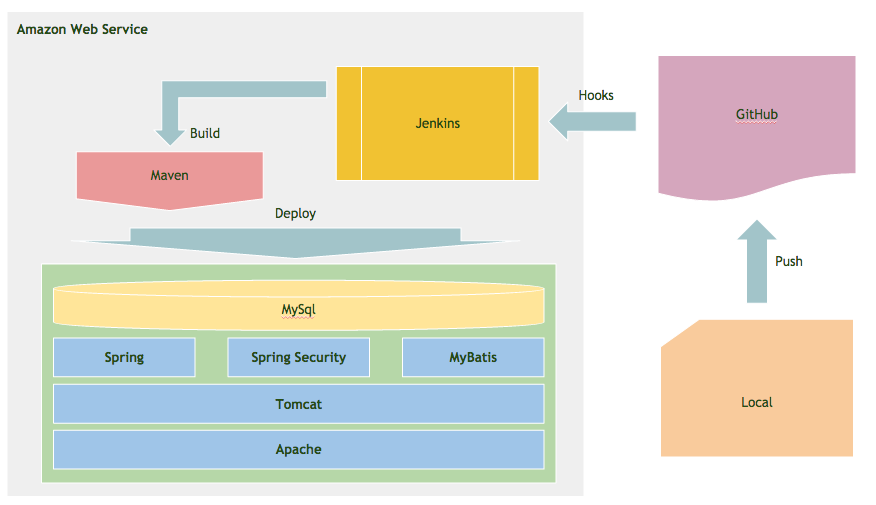 Amazon Web Service
Hooks
GitHub
Jenkins
Build
Maven
Deploy
Push
MySql
Spring
Spring Security
MyBatis
Tomcat
Local
Apache